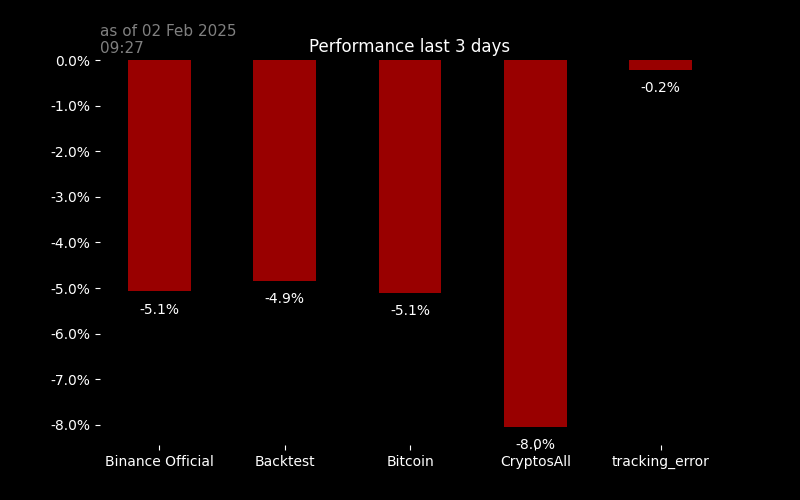 as of 02 Feb 2025
09:27
Performance last 3 days
0.0%
-1.0%
-2.0%
-3.0%
-4.0%
-5.0%
-6.0%
-7.0%
-8.0%
-5.1%
-4.9%
-5.1%
-8.0%
-0.2%
Binance Official
Backtest
Bitcoin
CryptosAll
tracking_error